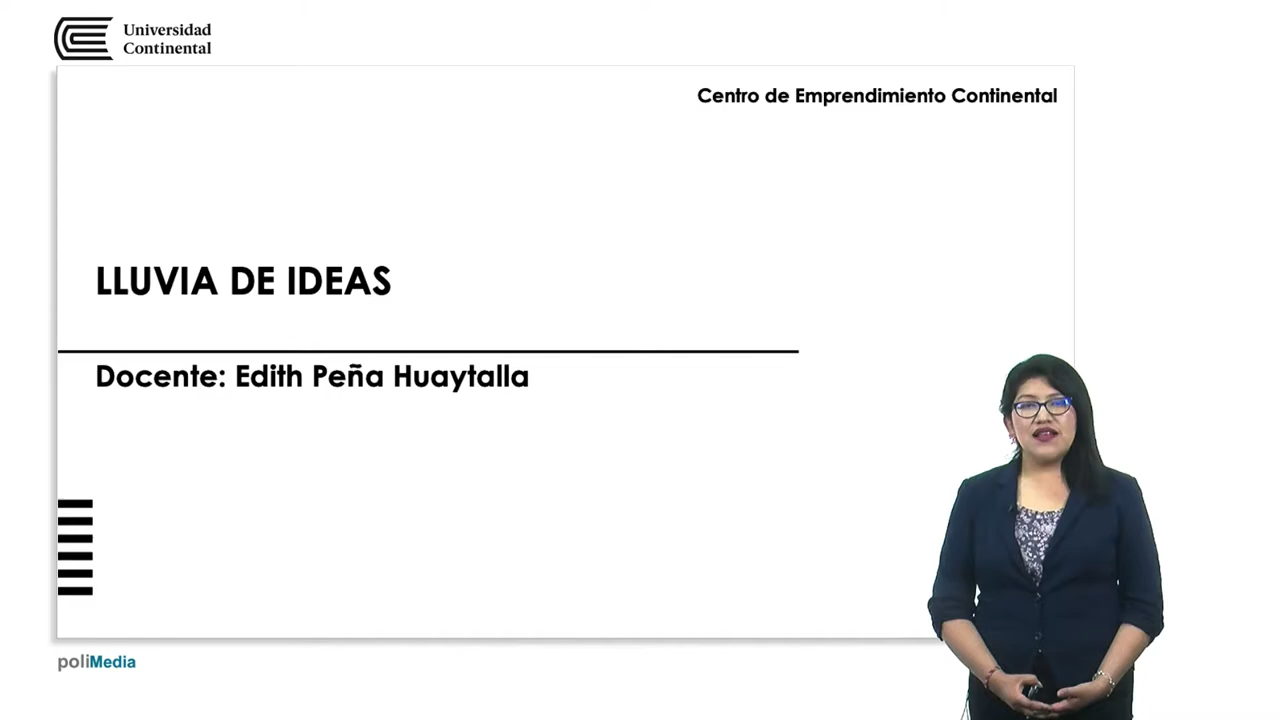 Universidad
Continental
Centro de Emprendimiento Continental
LLUVIA DE IDEAS
Docente: Edith Peña Huaytalla
poliMedia